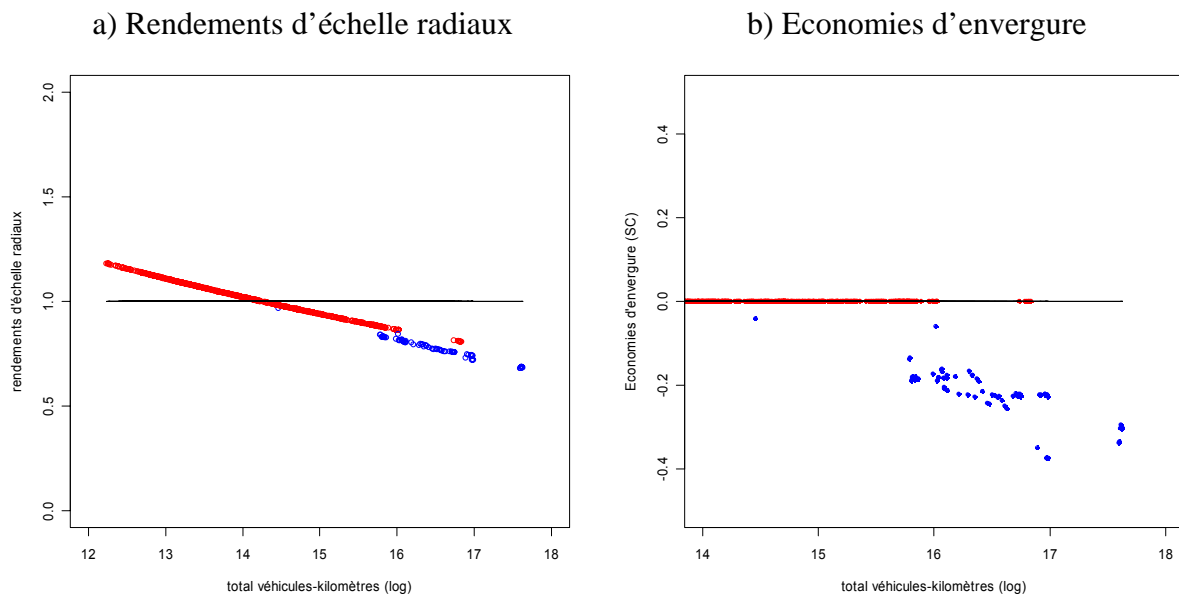 a) Rendements d’échelle radiaux
b) Economies d’envergure
rendements d'échelle radiaux
2.0
1.5
1.0
0.5
0.0
12 13 14 15 16 17 18
total véhicules-kilomètres (log)
Economies d'envergure (SC)
0.4
0.2
0.0
-0.2
-0.4
14 15 16 17 18
total véhicules-kilomètres (log)